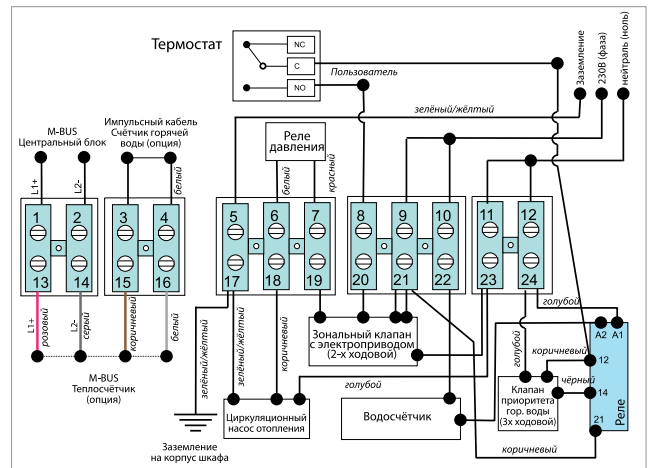 Термостат
NC
C
NO
Пользователь
Заземление
230В (фаза)
нейтраль (ноль)
зелёный/жёлтый
M-BUS
Центральный блок
Импульсный кабель
Счётчик горячей
воды (опция)
Реле
давления
L1+
L2-
белый
белый
красный
1
2
3
4
5
6
7
8
9
10
11
12
13
14
15
16
17
18
19
20
21
22
23
24
L1+
розовый
L2-
серый
коричневый
белый
зелёный/жёлтый
зелёный/жёлтый
коричневый
Зональный клапан
с электроприводом
(2-х ходовой)
голубой
голубой
голубой
коричневый
чёрный
A2
A1
12
14
21
Реле
M-BUS
Теплосчётчик
(опция)
Циркуляционный
насос отопления
Водосчётчик
Клапан
приоритета
гор. воды
(3х ходовой)
коричневый
Заземление
на корпус шкафа